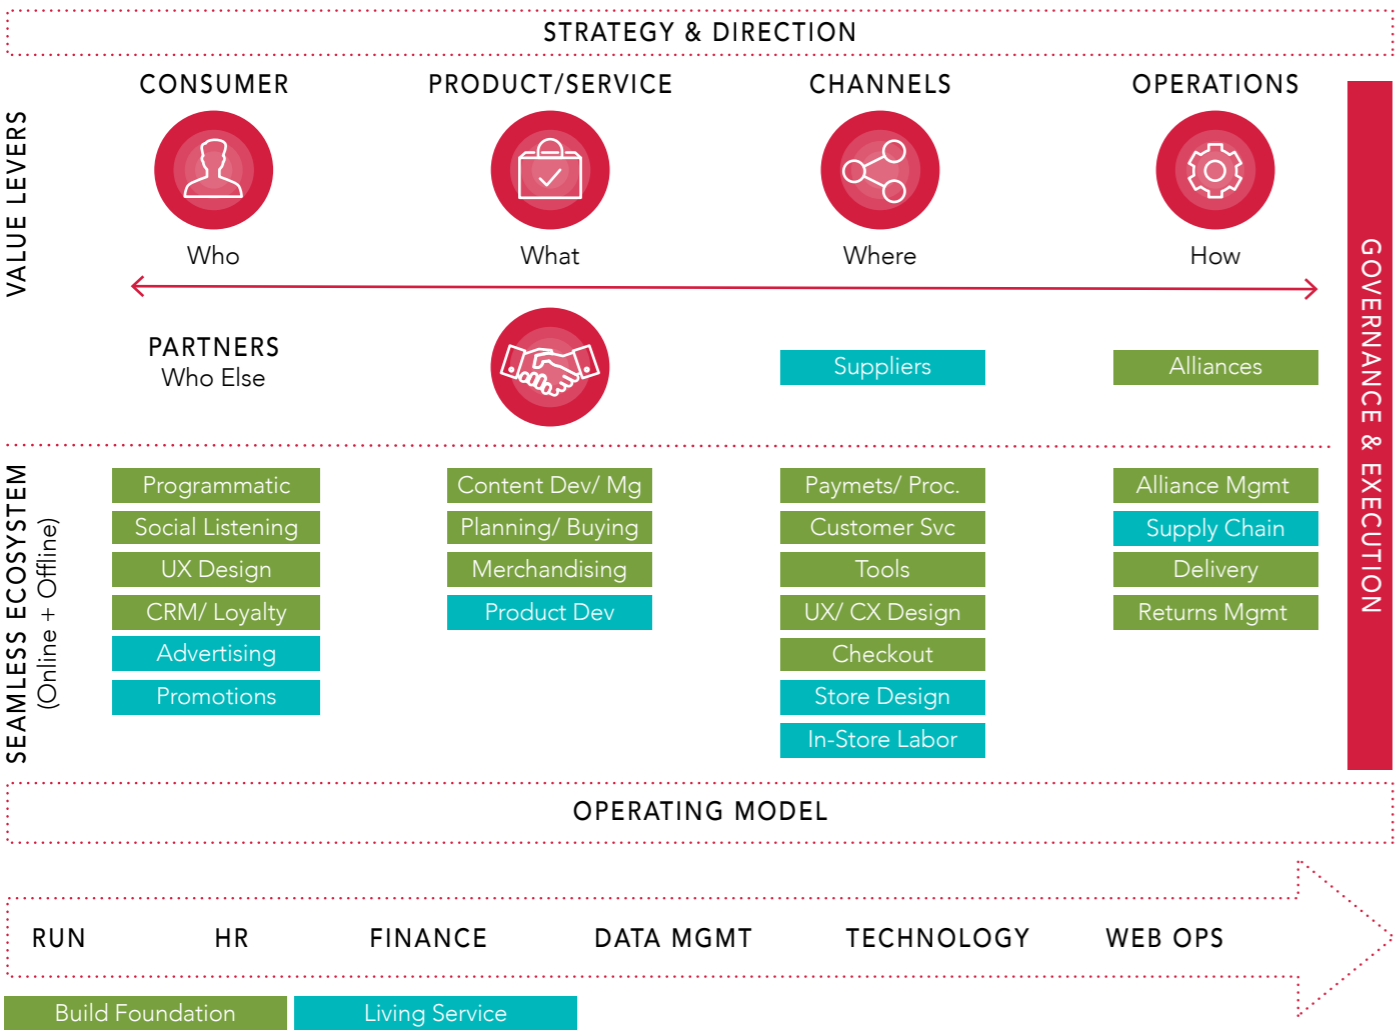 STRATEGY & DIRECTION
CONSUMER
PRODUCT/SERVICE
CHANNELS
OPERATIONS
VALUE LEVERS
Who
What
Where
How
PARTNERS
Who Else
Suppliers
Alliances
GOVERNANCE & EXECUTION
SEAMLESS ECOSYSTEM
(Online + Offline)
Programmatic
Social Listening
UX Design
CRM/ Loyalty
Advertising
Promotions
Content Dev/ Mg
Planning/ Buying
Merchandising
Product Dev
Paymets/ Proc.
Customer Svc
Tools
UX/ CX Design
Checkout
Store Design
In-Store Labor
Alliance Mgmt
Supply Chain
Delivery
Returns Mgmt
OPERATING MODEL
RUN
HR
FINANCE
DATA MGMT
TECHNOLOGY
WEB OPS
Build Foundation
Living Service